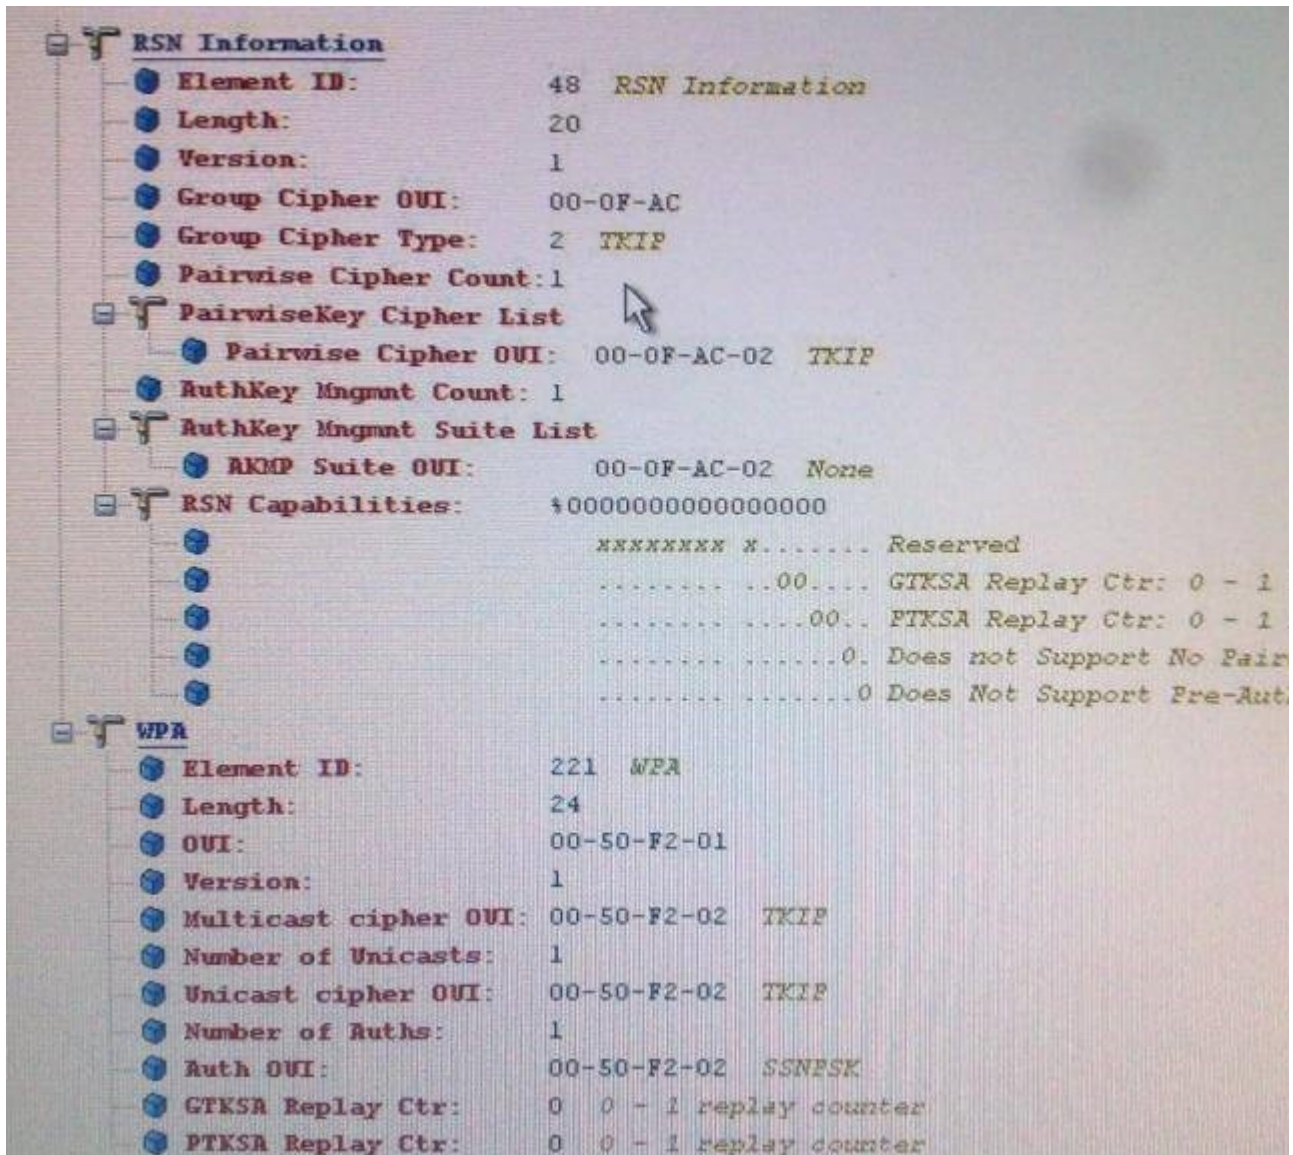 RSN Information
Element ID: 48 RSN Information
Length: 20
Version: 1
Group Cipher OUI: 00-0F-AC
Group Cipher Type: 2 TKIP
Pairwise Cipher Count:1
PairwiseKey Cipher List
Pairwise Cipher OUI: 00-0F-AC-02 TKIP
AuthKey Mngmnt Count: 1
AuthKey Mngmnt Suite List
AKMP Suite OUI: 00-0F-AC-02 None
RSN Capabilities: %0000000000000000
xxxxxxxx x....... Reserved
........ ..00.... GTKSA Replay Ctr: 0 - 1
........ ....00.. PTKSA Replay Ctr: 0 - 1
........ ......0. Does not Support No Pair
........ .......0 Does Not Support Pre-Aut
WPA
Element ID: 221 WPA
Length: 24
OUI: 00-50-F2-01
Version: 1
Multicast cipher OUI: 00-50-F2-02 TKIP
Number of Unicasts: 1
Unicast cipher OUI: 00-50-F2-02 TKIP
Number of Auths: 1
Auth OUI: 00-50-F2-02 SSNPSK
GTKSA Replay Ctr: 0 0 - 1 replay counter
PTKSA Replay Ctr: 0 0 - 1 replay counter